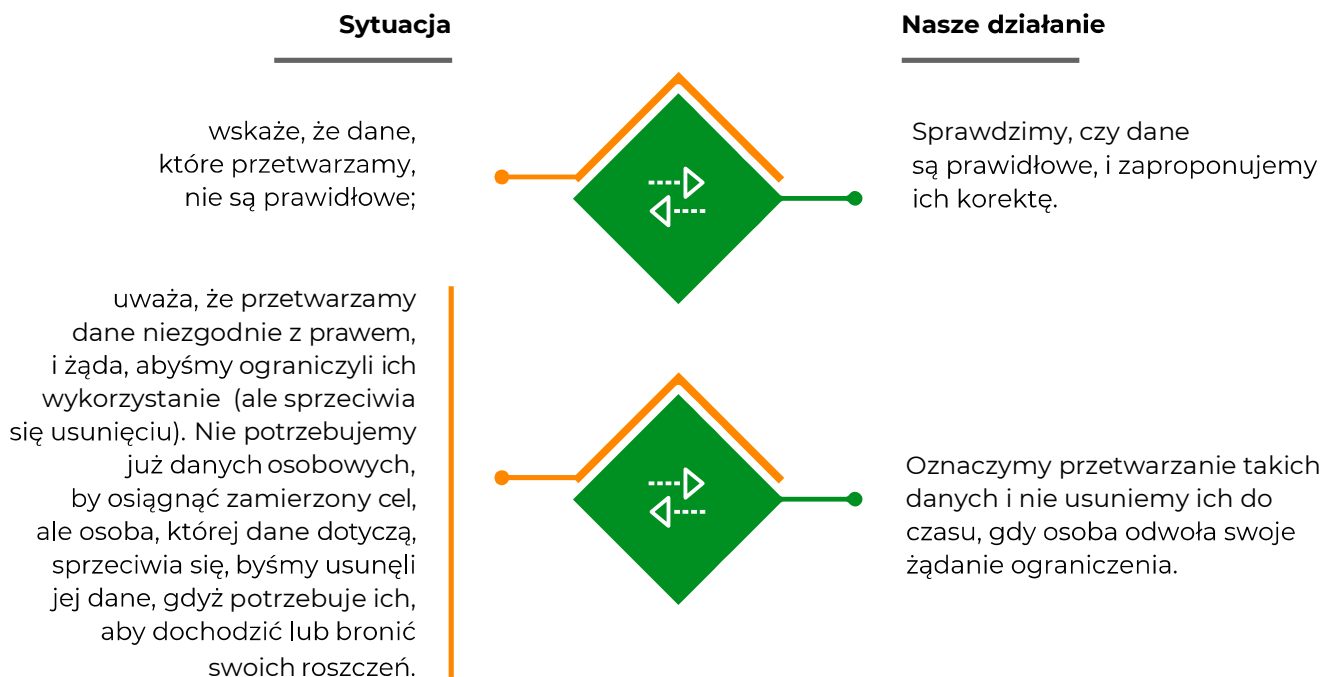 Sytuacja
Nasze działanie
wskaże, że dane,
które przetwarzamy,
nie są prawidłowe;
Sprawdzimy, czy dane
są prawidłowe, i zaproponujemy
ich korektę.
uważa, że przetwarzamy
dane niezgodnie z prawem,
i żąda, abyśmy ograniczyli ich
wykorzystanie (ale sprzeciwia
się usunięciu). Nie potrzebujemy
już danych osobowych,
by osiągnąć zamierzony cel,
ale osoba, której dane dotyczą,
sprzeciwia się, byśmy usunęli
jej dane, gdyż potrzebuje ich,
aby dochodzić lub bronić
swoich roszczeń.
Oznaczymy przetwarzanie takich
danych i nie usuniemy ich do
czasu, gdy osoba odwoła swoje
żądanie ograniczenia.